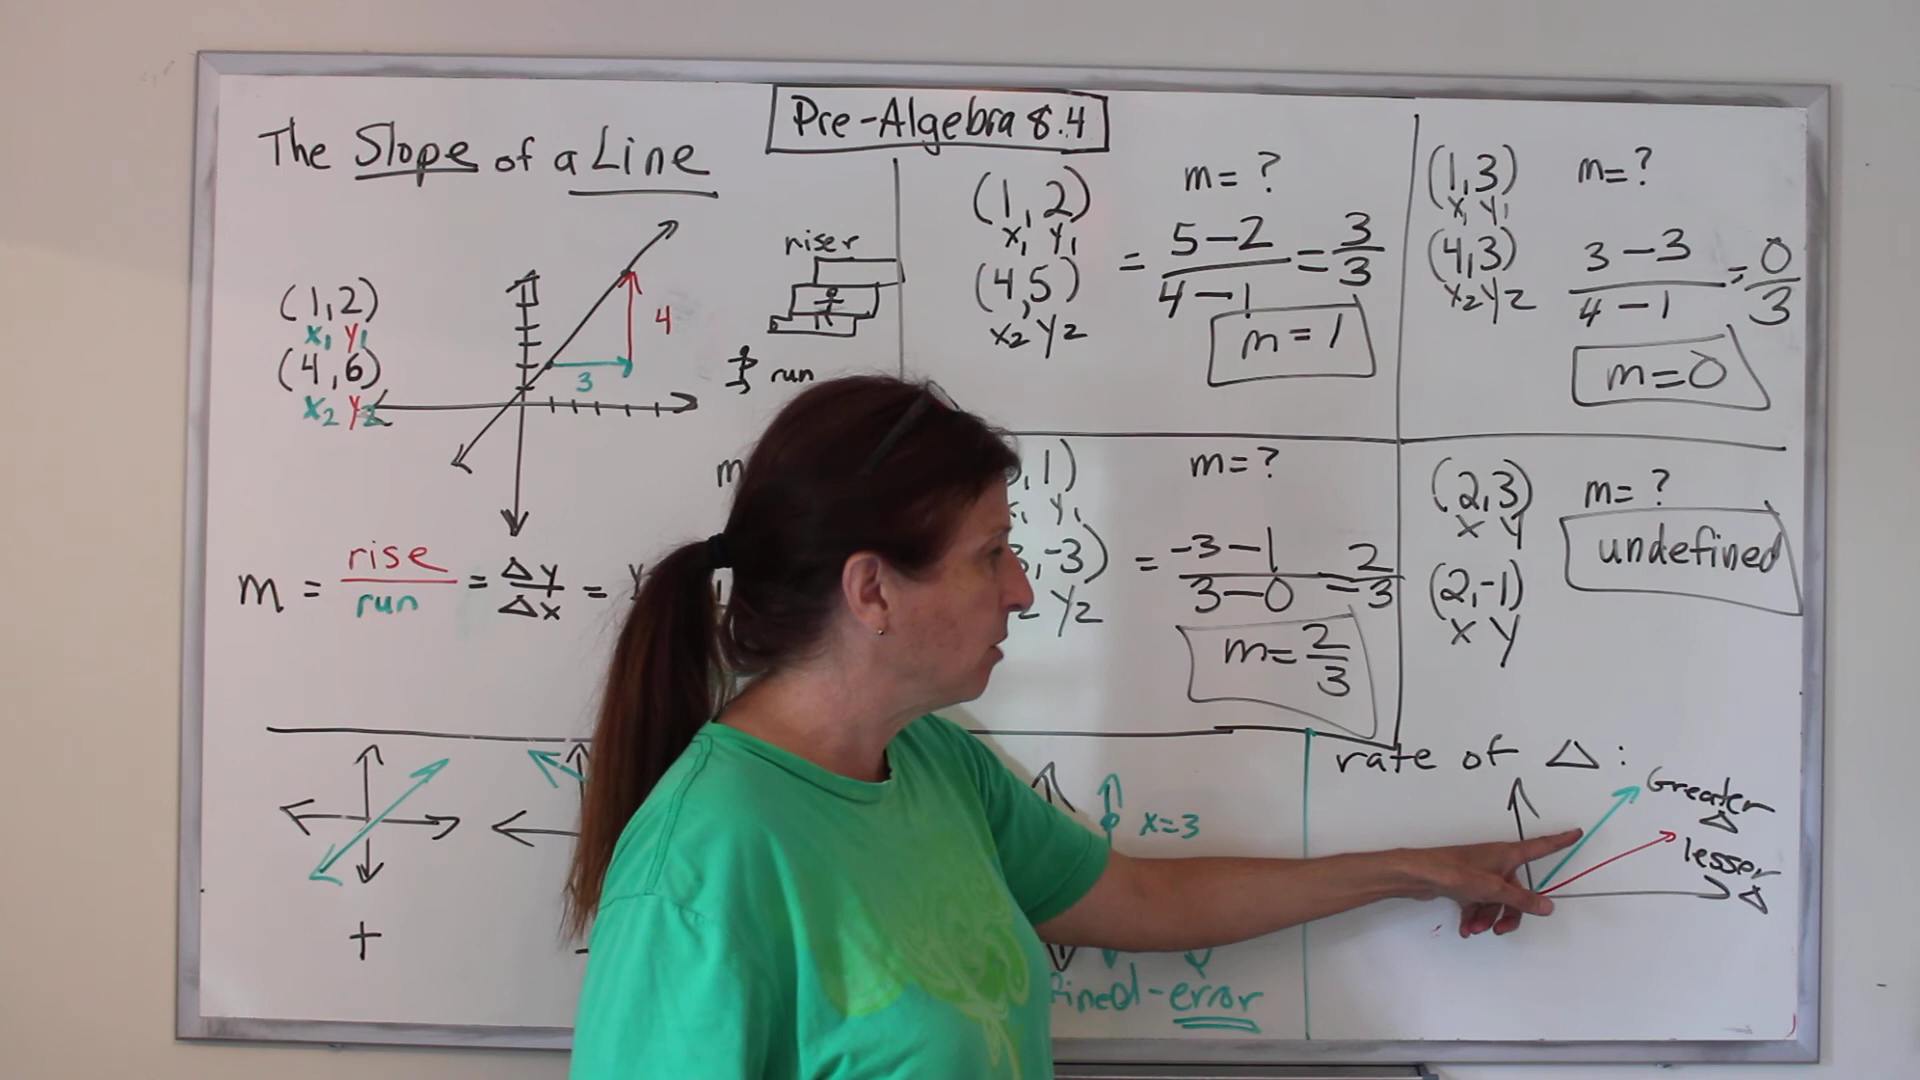 Pre-Algebra 8.4
The Slope of a Line
(1,2)
x₁ y₁
(4,6)
x₂ y₂
4
3
riser
run
m = rise/run = Δy/Δx =
m
(1,2) m= ?
x₁ y₁
(4,5)
x₂ y₂
= 5-2/4-1 = 3/3
m = 1
(1,3) m=?
x₁ y₁
(4,3)
x₂ y₂
3-3/4-1 = 0/3
m=0
,1) m=?
y₁
,-3)
y₂
= -3-1/3-0 = 2/3
m= 2/3
(2,3) m= ?
x y
undefined
(2,-1)
x y
+
-
x=3
fined-error
rate of Δ:
Greater
Δ
lesser
Δ